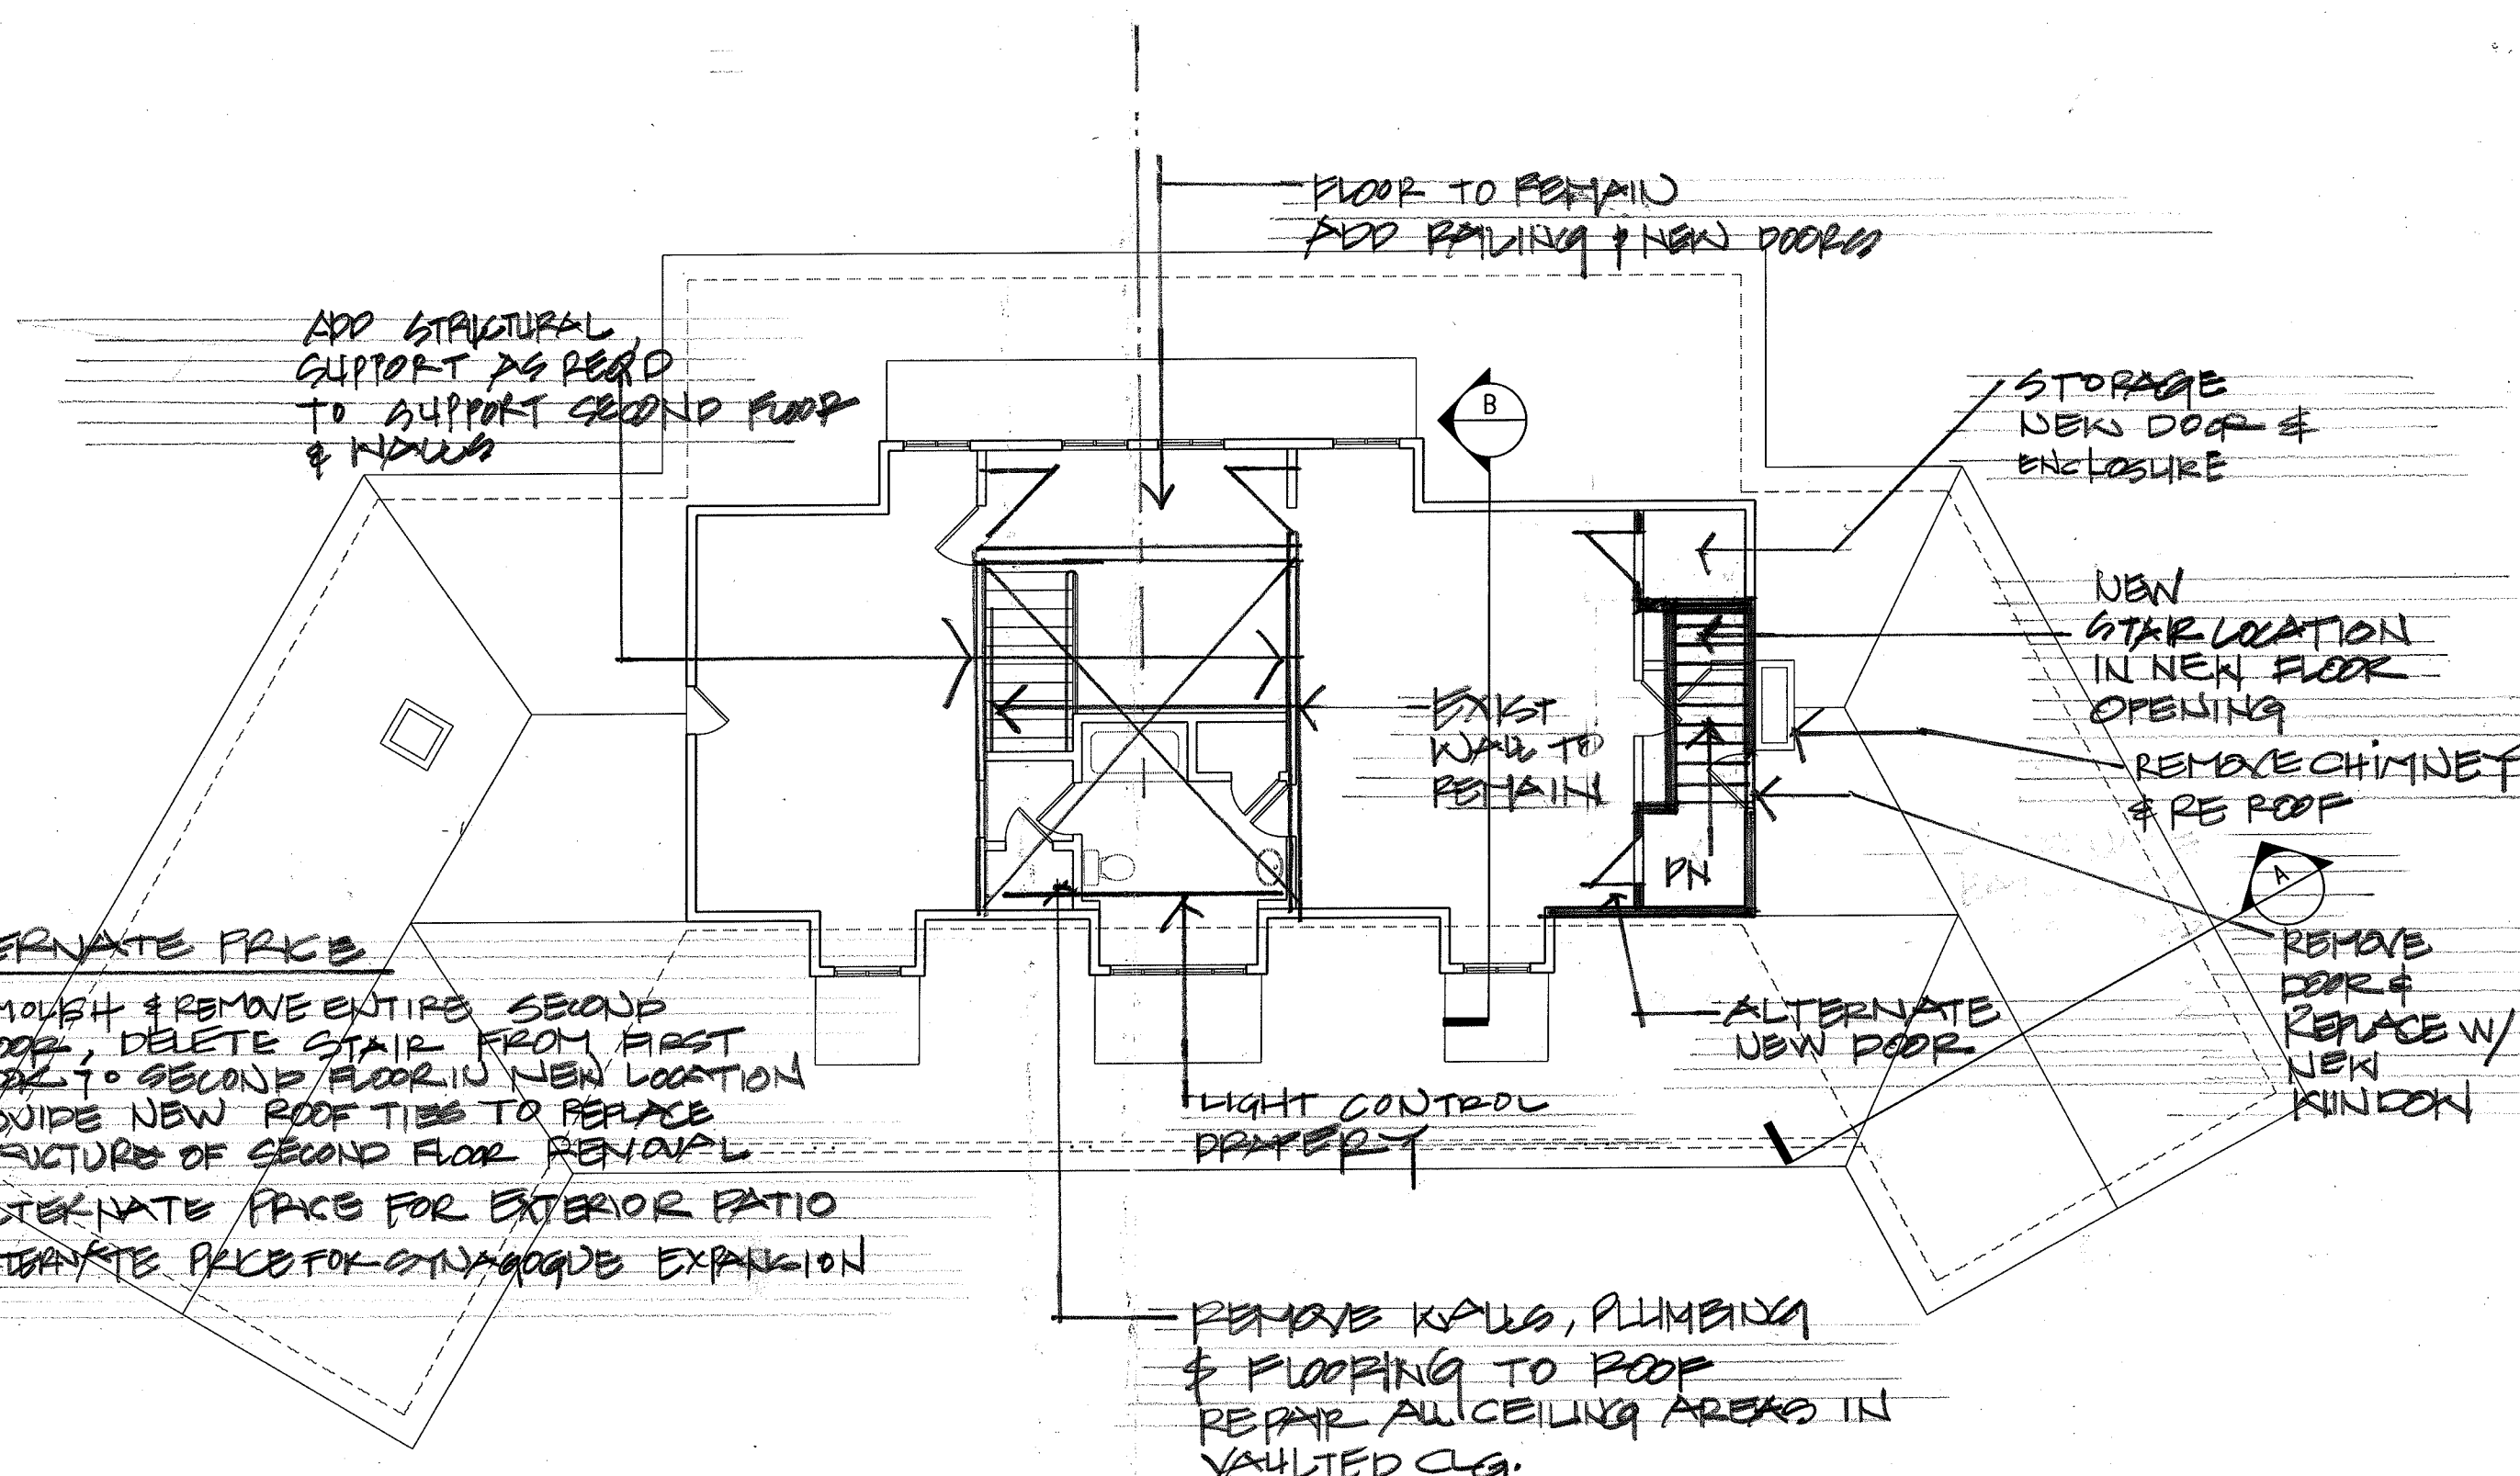 FLOOR TO REMAIN
ADD RAILING & NEW DOORS
ADD STRUCTURAL
SUPPORT AS REQ'D
TO SUPPORT SECOND FLOOR
& WALLS
B
STORAGE
NEW DOOR &
ENCLOSURE
NEW
STAIR LOCATION
IN NEW FLOOR
OPENING
REMOVE CHIMNEY
& RE ROOF
EXIST
WALL TO
REMAIN
DN
A
REMOVE
DOOR &
REPLACE W/
NEW
WINDOW
ALTERNATE
NEW DOOR
LIGHT CONTROL
DRAPERY
ERNATE PRICE
MOLISH & REMOVE ENTIRE SECOND
OOR, DELETE STAIR FROM FIRST
OOR TO SECOND FLOOR IN NEW LOCATION
OVIDE NEW ROOF TIES TO REPLACE
RUCTURE OF SECOND FLOOR REMOVAL
LTERNATE PRICE FOR EXTERIOR PATIO
LTERNATE PRICE FOR SYNAGOGUE EXPANSION
REMOVE WALLS, PLUMBING
& FLOORING TO ROOF
REPAIR ALL CEILING AREAS IN
VAULTED CLG.